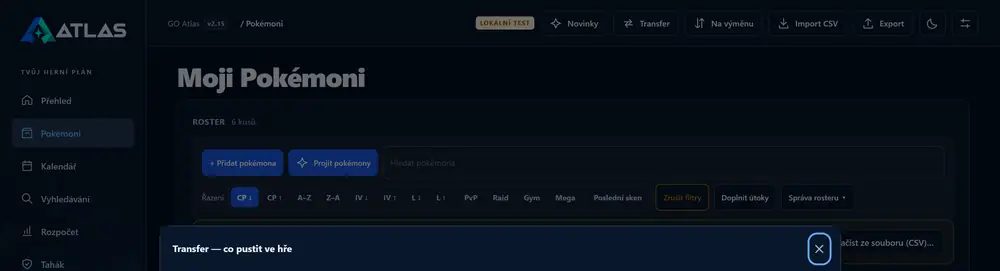 ATLAS
GO Atlas v2.15 / Pokémoni
LOKÁLNÍ TEST
Novinky
Transfer
Na výměnu
Import CSV
Export
TVŮJ HERNÍ PLÁN
Přehled
Pokémoni
Kalendář
Vyhledávání
Rozpočet
Tahák
Moji Pokémoni
ROSTER 6 kusů
+ Přidat pokémona
Projít pokémony
Hledat pokémona
Řazení CP ↓ CP ↑ A–Z Z–A IV ↓ IV ↑ L ↓ L ↑ PvP Raid Gym Mega Poslední sken Zrušit filtry Doplnit útoky Správa rosteru
ačíst ze souboru (CSV)...
Transfer — co pustit ve hře